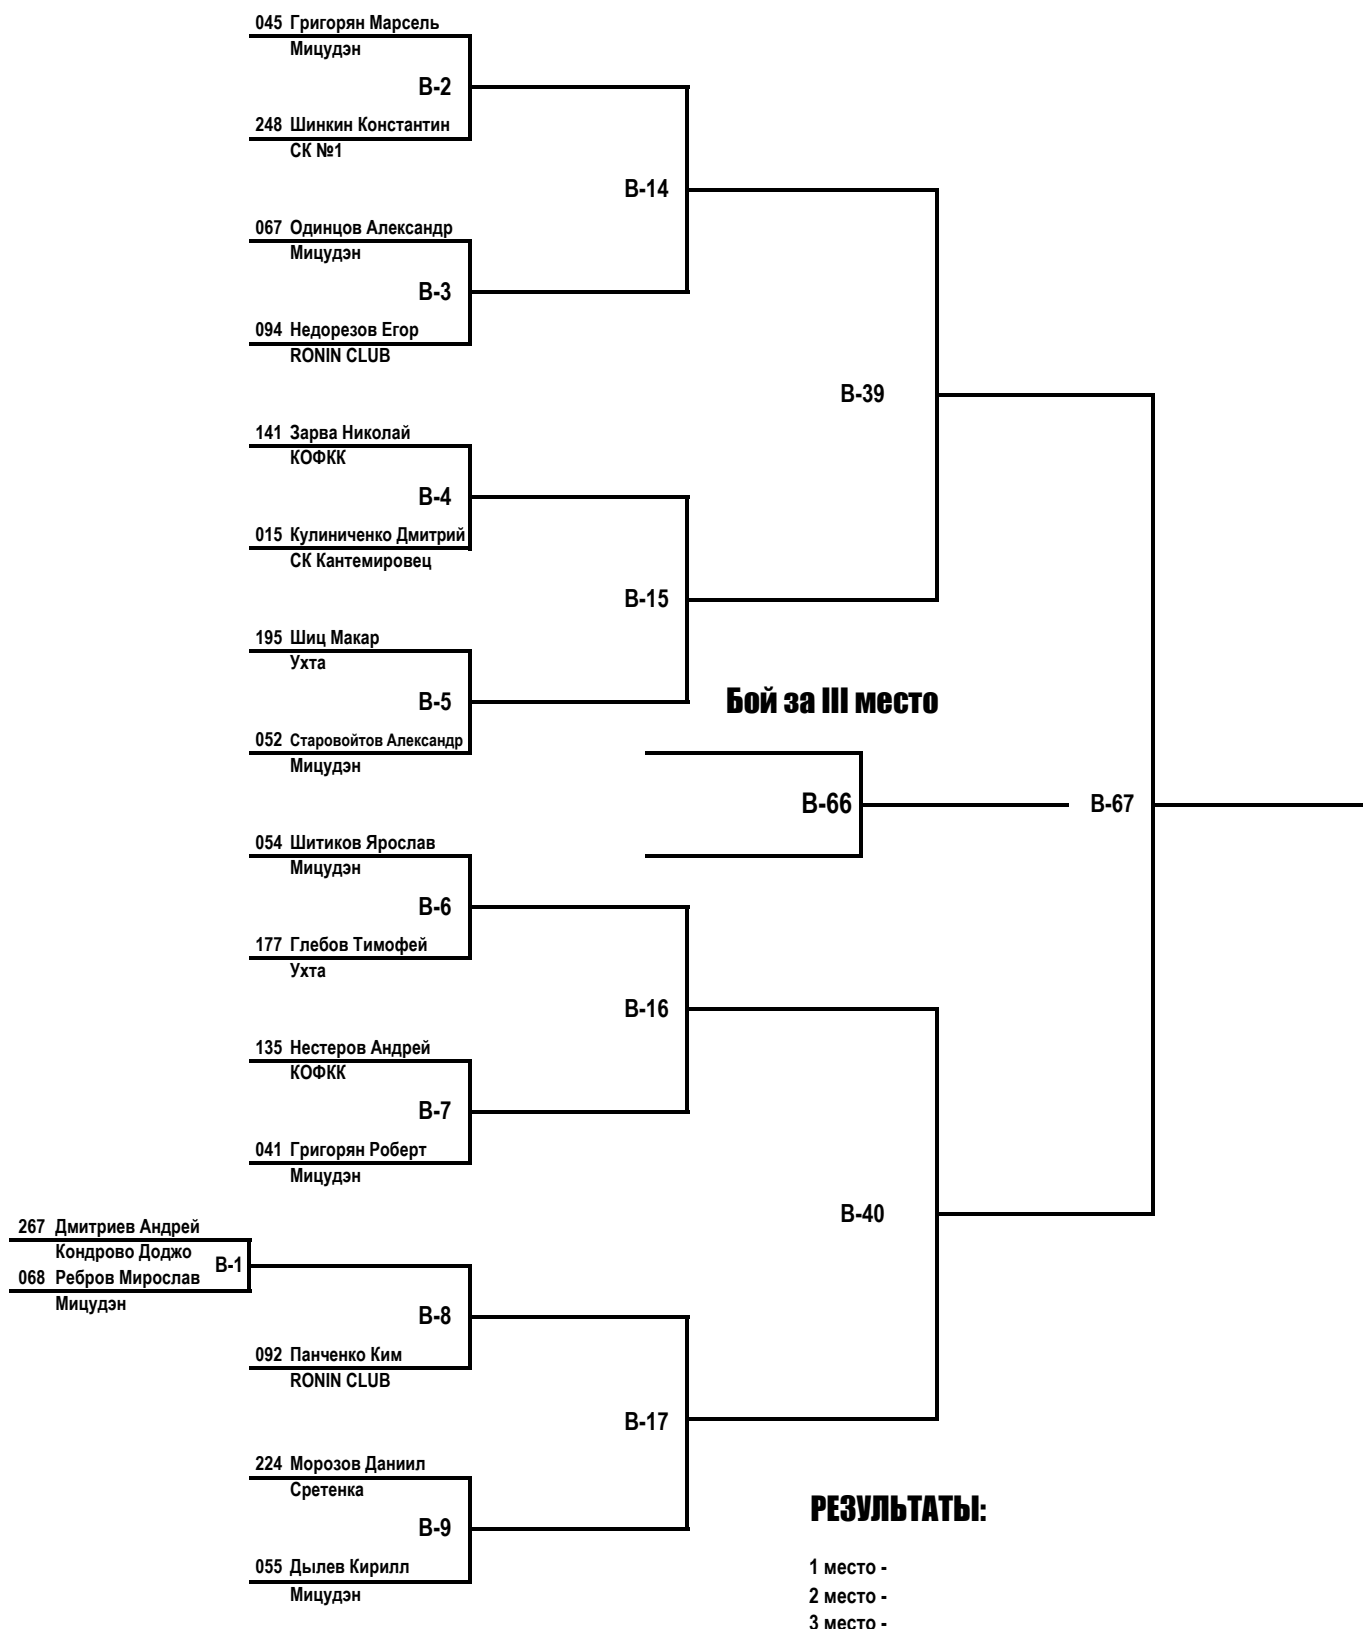 045 Григорян Марсель
Мицудэн
В-2
248 Шинкин Константин
СК №1
В-14
067 Одинцов Александр
Мицудэн
В-3
094 Недорезов Егор
RONIN CLUB
В-39
141 Зарва Николай
КОФКК
В-4
015 Кулиниченко Дмитрий
СК Кантемировец
В-15
195 Шиц Макар
Ухта
В-5
052 Старовойтов Александр
Мицудэн
Бой за III место
В-66
В-67
054 Шитиков Ярослав
Мицудэн
В-6
177 Глебов Тимофей
Ухта
В-16
135 Нестеров Андрей
КОФКК
В-7
041 Григорян Роберт
Мицудэн
В-40
267 Дмитриев Андрей
Кондрово Доджо
В-1
068 Ребров Мирослав
Мицудэн
В-8
092 Панченко Ким
RONIN CLUB
В-17
224 Морозов Даниил
Сретенка
В-9
055 Дылев Кирилл
Мицудэн
РЕЗУЛЬТАТЫ:
1 место -
2 место -
3 место -